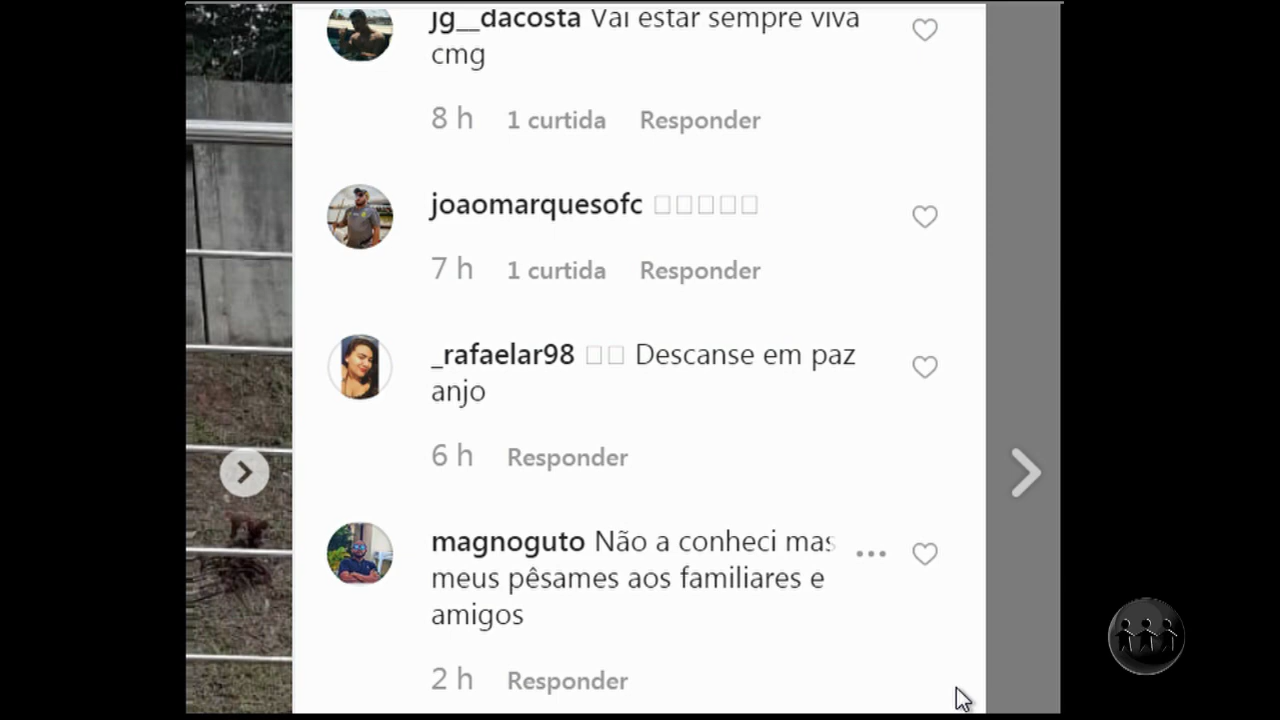 jg__dacosta Vai estar sempre viva
cmg
8 h 1 curtida Responder
joaomarquesofc □□□□□
7 h 1 curtida Responder
_rafaelar98 □□ Descanse em paz
anjo
6 h Responder
magnoguto Não a conheci mas
meus pêsames aos familiares e
amigos
2 h Responder